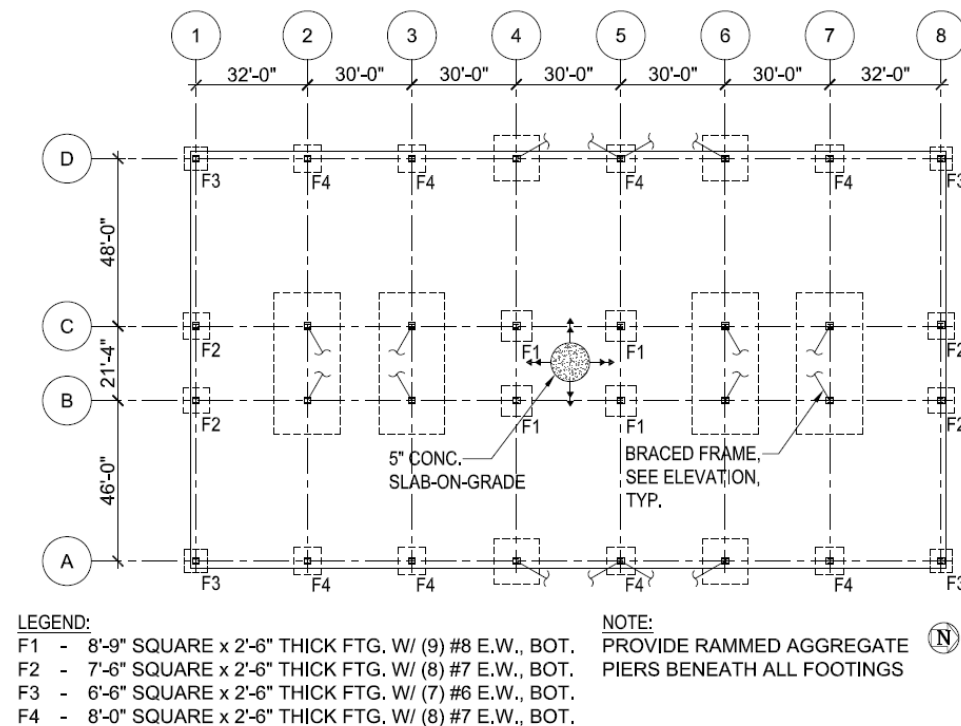 1 2 3 4 5 6 7 8
32'-0" 30'-0" 30'-0" 30'-0" 30'-0" 30'-0" 32'-0"
D
F3 F4 F4 F4 F4 F3
48'-0"
C
F2 F1 F1 F2
21'-4"
B
F2 F1 F1 F2
5" CONC.
SLAB-ON-GRADE
BRACED FRAME,
SEE ELEVATION,
TYP.
46'-0"
A
F3 F4 F4 F4 F4 F3
LEGEND:
F1 - 8'-9" SQUARE x 2'-6" THICK FTG. W/ (9) #8 E.W., BOT.
F2 - 7'-6" SQUARE x 2'-6" THICK FTG. W/ (8) #7 E.W., BOT.
F3 - 6'-6" SQUARE x 2'-6" THICK FTG. W/ (7) #6 E.W., BOT.
F4 - 8'-0" SQUARE x 2'-6" THICK FTG. W/ (8) #7 E.W., BOT.
NOTE:
PROVIDE RAMMED AGGREGATE
PIERS BENEATH ALL FOOTINGS
N